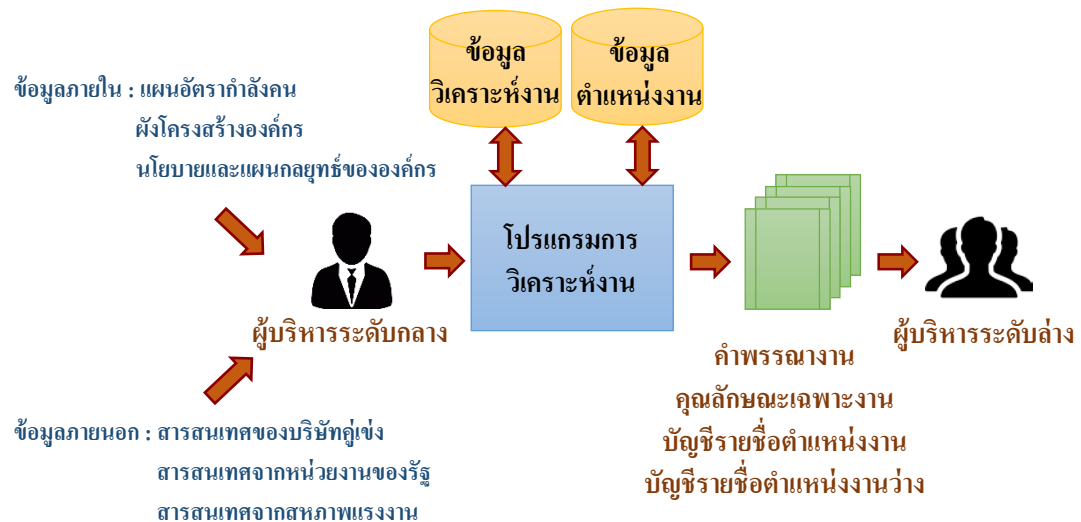 ข้อมูล
วิเคราะห์งาน
ข้อมูล
ตำแหน่งงาน
ข้อมูลภายใน : แผนอัตรากำลังคน
ผังโครงสร้างองค์กร
นโยบายและแผนกลยุทธ์ขององค์กร
โปรแกรมการ
วิเคราะห์งาน
ผู้บริหารระดับกลาง
ผู้บริหารระดับล่าง
คำพรรณางาน
คุณลักษณะเฉพาะงาน
บัญชีรายชื่อตำแหน่งงาน
บัญชีรายชื่อตำแหน่งงานว่าง
ข้อมูลภายนอก : สารสนเทศของบริษัทคู่เข่ง
สารสนเทศจากหน่วยงานของรัฐ
สารสนเทศจากสหภาพแรงงาน